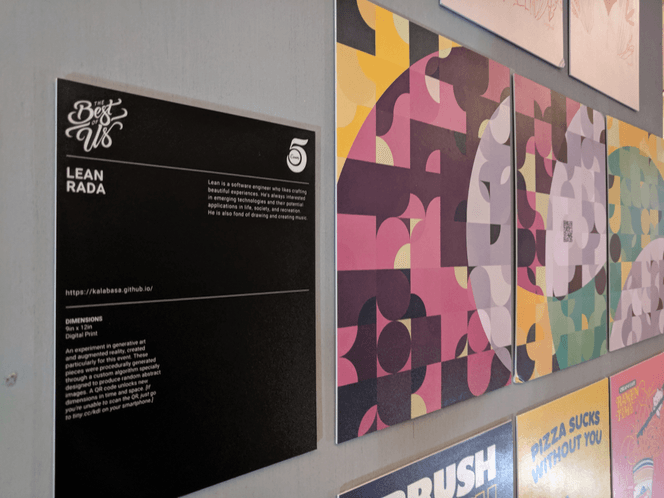 THE
Best
OF
Us
5
LEAN
RADA
Lean is a software engineer who likes crafting
beautiful experiences. He's always interested
in emerging technologies and their potential
applications in life, society, and recreation.
He is also fond of drawing and creating music.
https://kalabasa.github.io/
DIMENSIONS
9in x 12in
Digital Print
An experiment in generative art
and augmented reality, created
particularly for this event. These
pieces were procedurally generated
through a custom algorithm specially
designed to produce random abstract
images. A QR code unlocks new
dimensions in time and space. [If
you're unable to scan the QR, just go
to tiny.cc/4di on your smartphone.]
BRUSH
PIZZA SUCKS
WITHOUT YOU